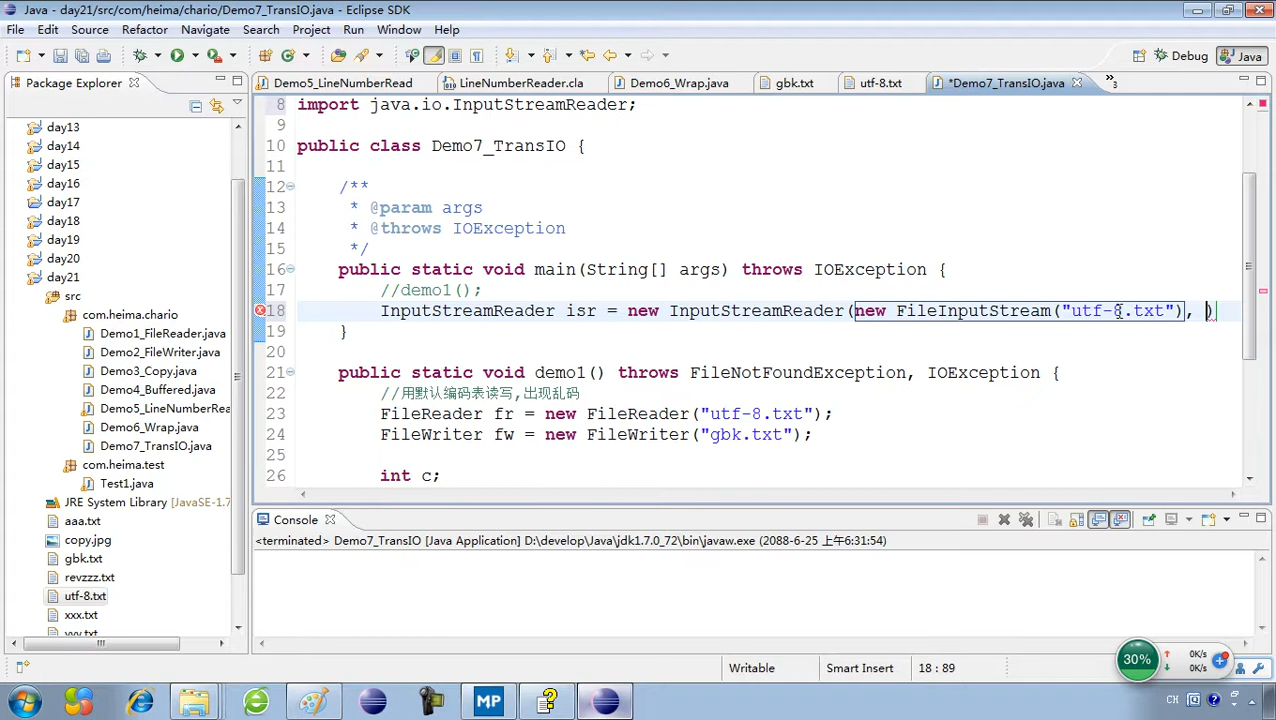 Java - day21/src/com/heima/chario/Demo7_TransIO.java - Eclipse SDK
File Edit Source Refactor Navigate Search Project Run Window Help
Debug Java
Package Explorer
Demo5_LineNumberRead LineNumberReader.cla Demo6_Wrap.java gbk.txt utf-8.txt *Demo7_TransIO.java »3
day13
day14
day15
day16
day17
day18
day19
day20
day21
src
com.heima.chario
Demo1_FileReader.java
Demo2_FileWriter.java
Demo3_Copy.java
Demo4_Buffered.java
Demo5_LineNumberRea
Demo6_Wrap.java
Demo7_TransIO.java
com.heima.test
Test1.java
JRE System Library [JavaSE-1.7
aaa.txt
copy.jpg
gbk.txt
revzzz.txt
utf-8.txt
xxx.txt
yyy.txt
8 import java.io.InputStreamReader;
9
10 public class Demo7_TransIO {
11
12 /**
13 * @param args
14 * @throws IOException
15 */
16 public static void main(String[] args) throws IOException {
17 //demo1();
18 InputStreamReader isr = new InputStreamReader(new FileInputStream("utf-8.txt"), )
19 }
20
21 public static void demo1() throws FileNotFoundException, IOException {
22 //用默认编码表读写,出现乱码
23 FileReader fr = new FileReader("utf-8.txt");
24 FileWriter fw = new FileWriter("gbk.txt");
25
26 int c;
Console
<terminated> Demo7_TransIO [Java Application] D:\develop\Java\jdk1.7.0_72\bin\javaw.exe (2088-6-25 上午6:31:54)
Writable Smart Insert 18 : 89
30% 0K/s
0K/s
MP CH